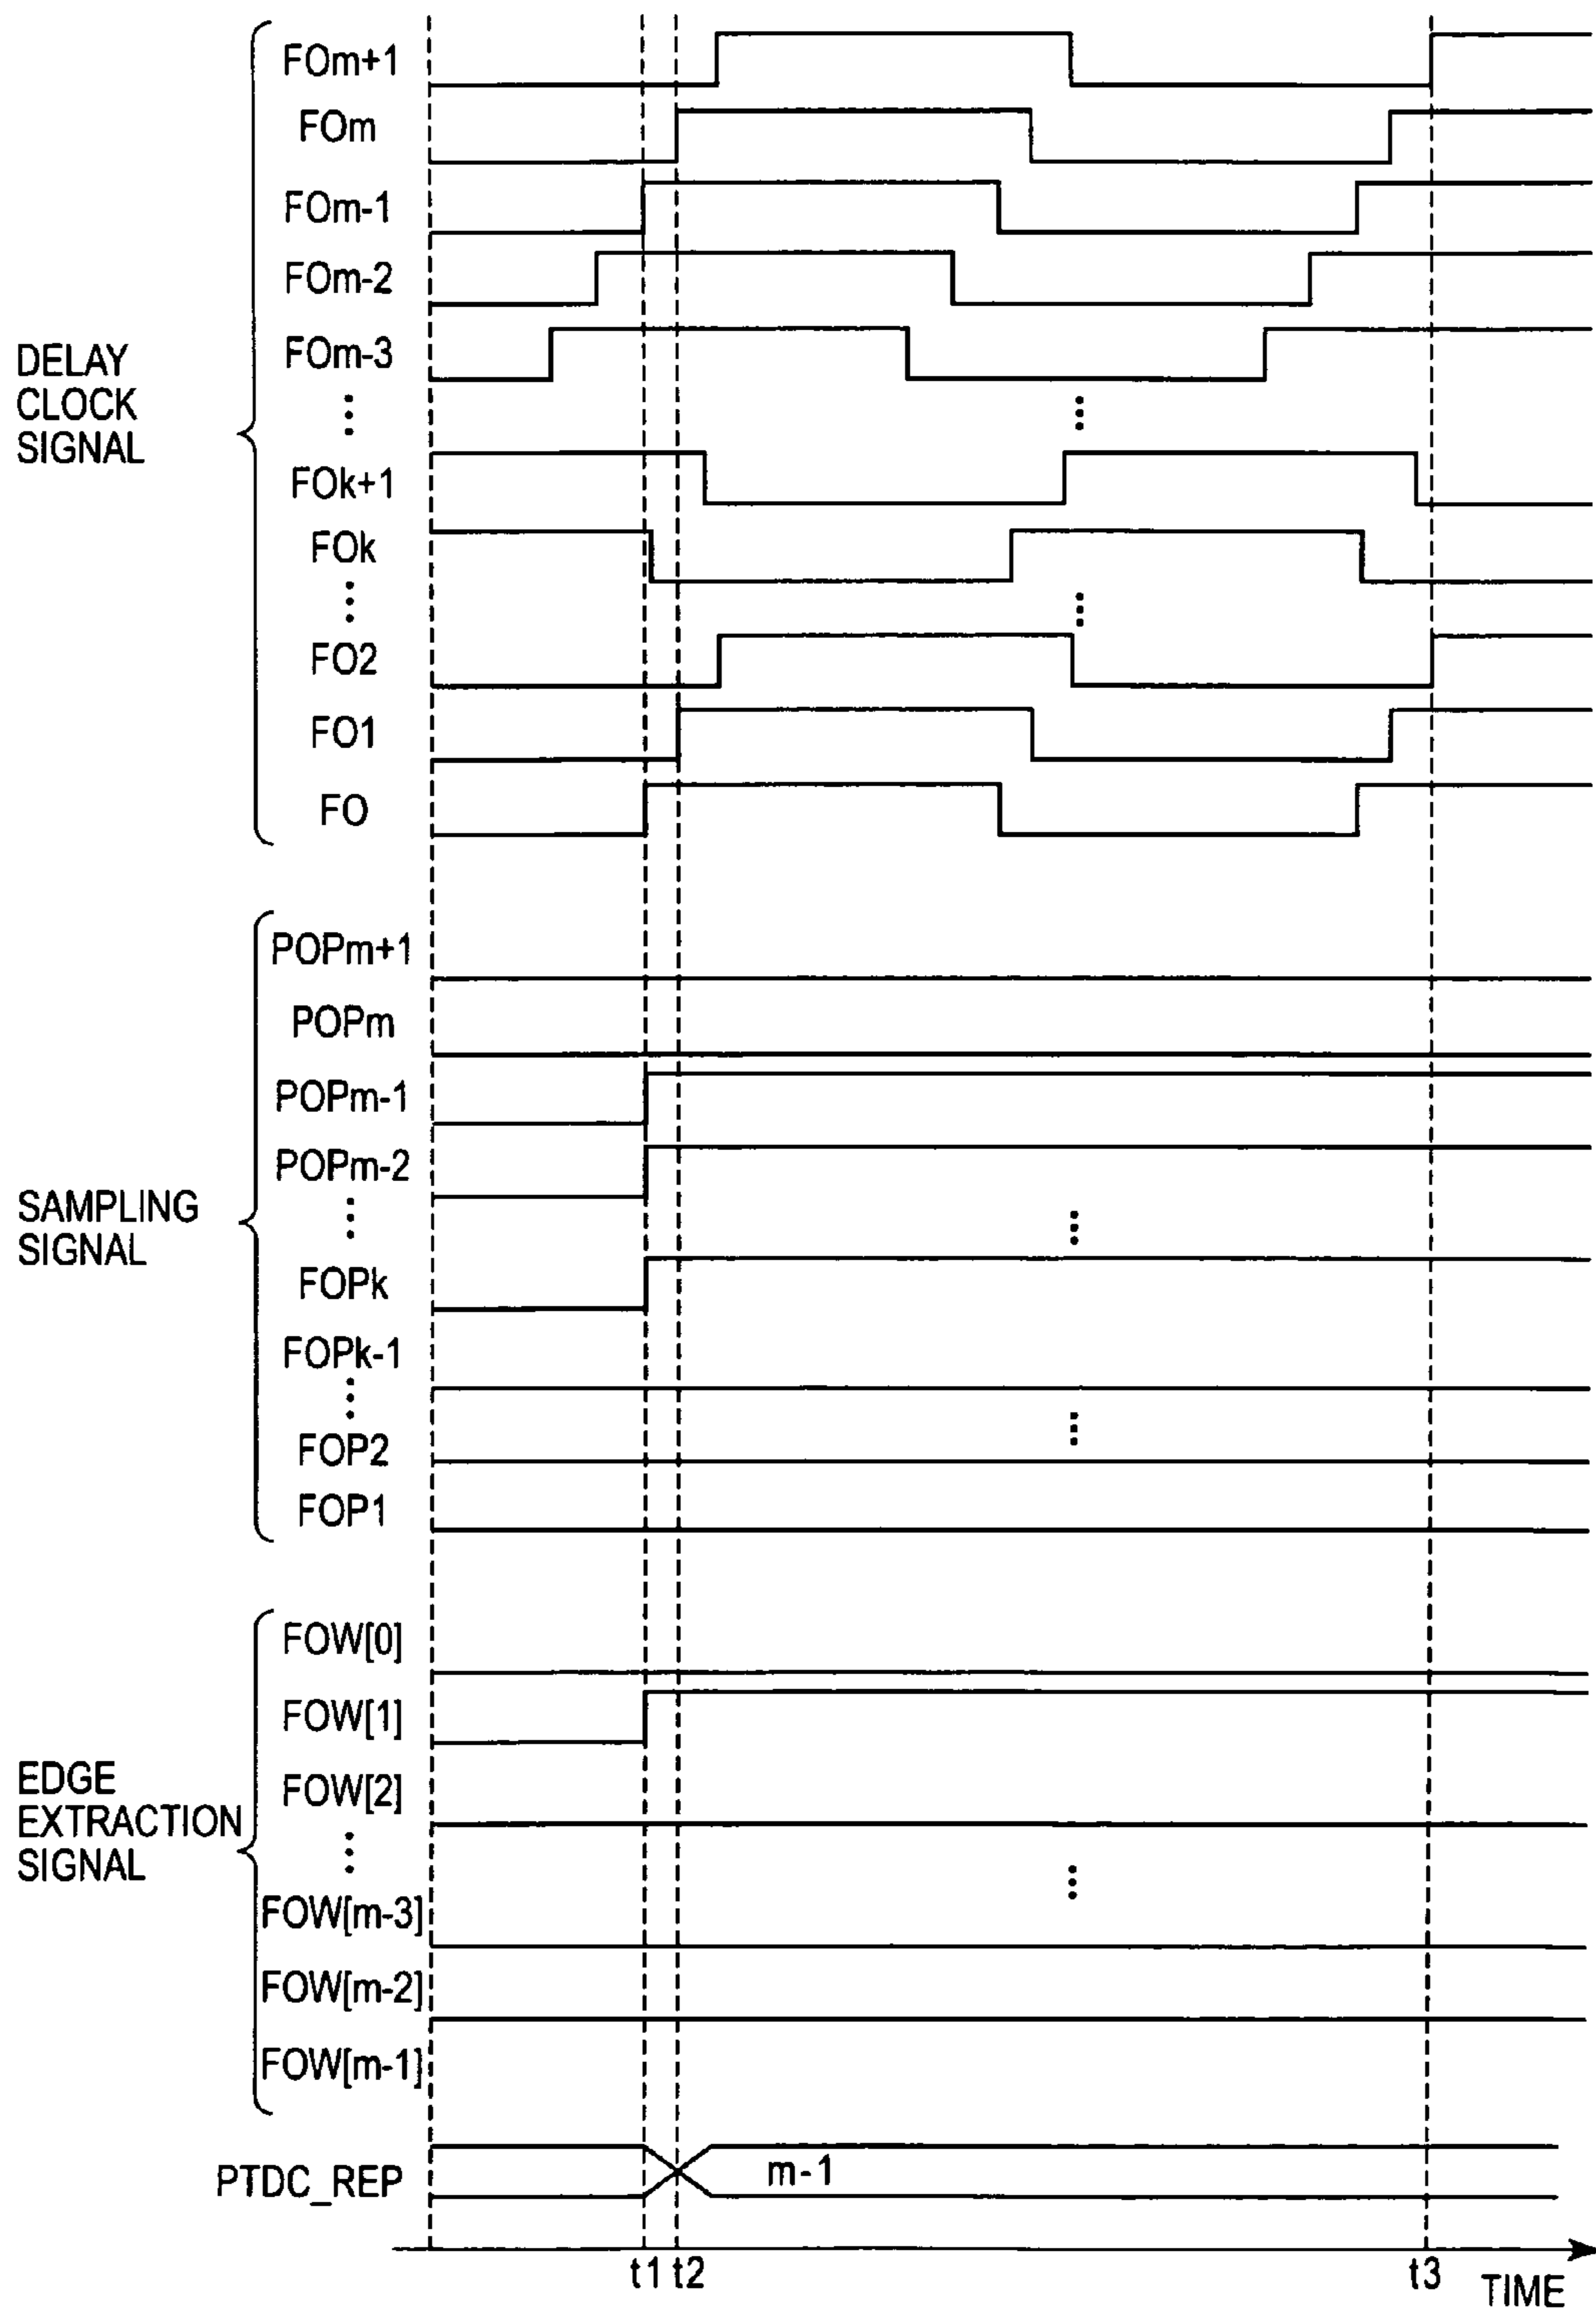 FOm+1
FOm
FOm-1
FOm-2
FOm-3
DELAY
CLOCK
SIGNAL
FOk+1
FOk
FO2
FO1
FO
POPm+1
POPm
POPm-1
POPm-2
SAMPLING
SIGNAL
FOPk
FOPk-1
FOP2
FOP1
FOW[0]
FOW[1]
FOW[2]
EDGE
EXTRACTION
SIGNAL
FOW[m-3]
FOW[m-2]
FOW[m-1]
PTDC_REP
m-1
t1 t2 t3 TIME